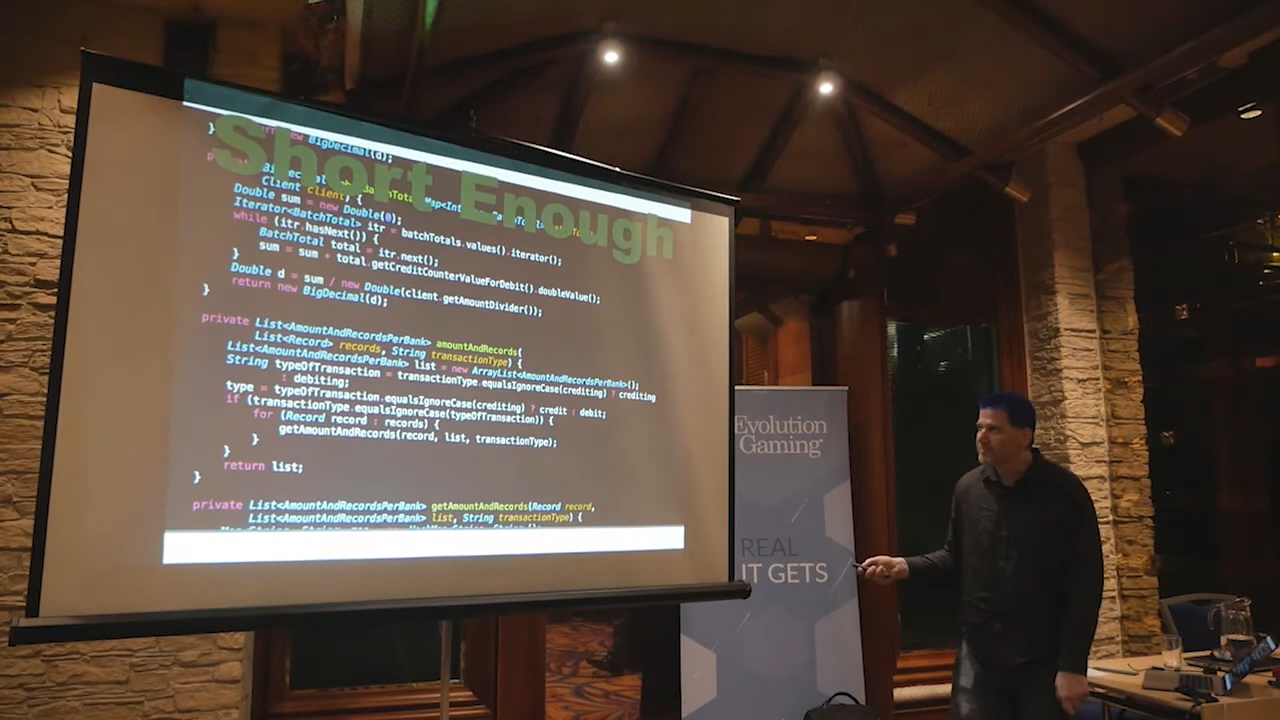 Short Enough
new BigDecimal(d);
}
Client client) {
Double sum = new Double(0);
Iterator<BatchTotal> itr = batchTotals.values().iterator();
while (itr.hasNext()) {
BatchTotal total = itr.next();
sum = sum + total.getCreditCounterValueForDebit().doubleValue();
}
Double d = sum / new Double(client.getAmountDivider());
return new BigDecimal(d);
}
private List<AmountAndRecordsPerBank> amountAndRecords(
List<Record> records, String transactionType) {
List<AmountAndRecordsPerBank> list = new ArrayList<AmountAndRecordsPerBank>();
String typeOfTransaction = transactionType.equalsIgnoreCase(crediting) ? crediting
: debiting;
type = typeOfTransaction.equalsIgnoreCase(crediting) ? credit : debit;
if (transactionType.equalsIgnoreCase(typeOfTransaction)) {
for (Record record : records) {
getAmountAndRecords(record, list, transactionType);
}
}
return list;
}
private List<AmountAndRecordsPerBank> getAmountAndRecords(Record record,
List<AmountAndRecordsPerBank> list, String transactionType) {
Evolution
Gaming
REAL
IT GETS